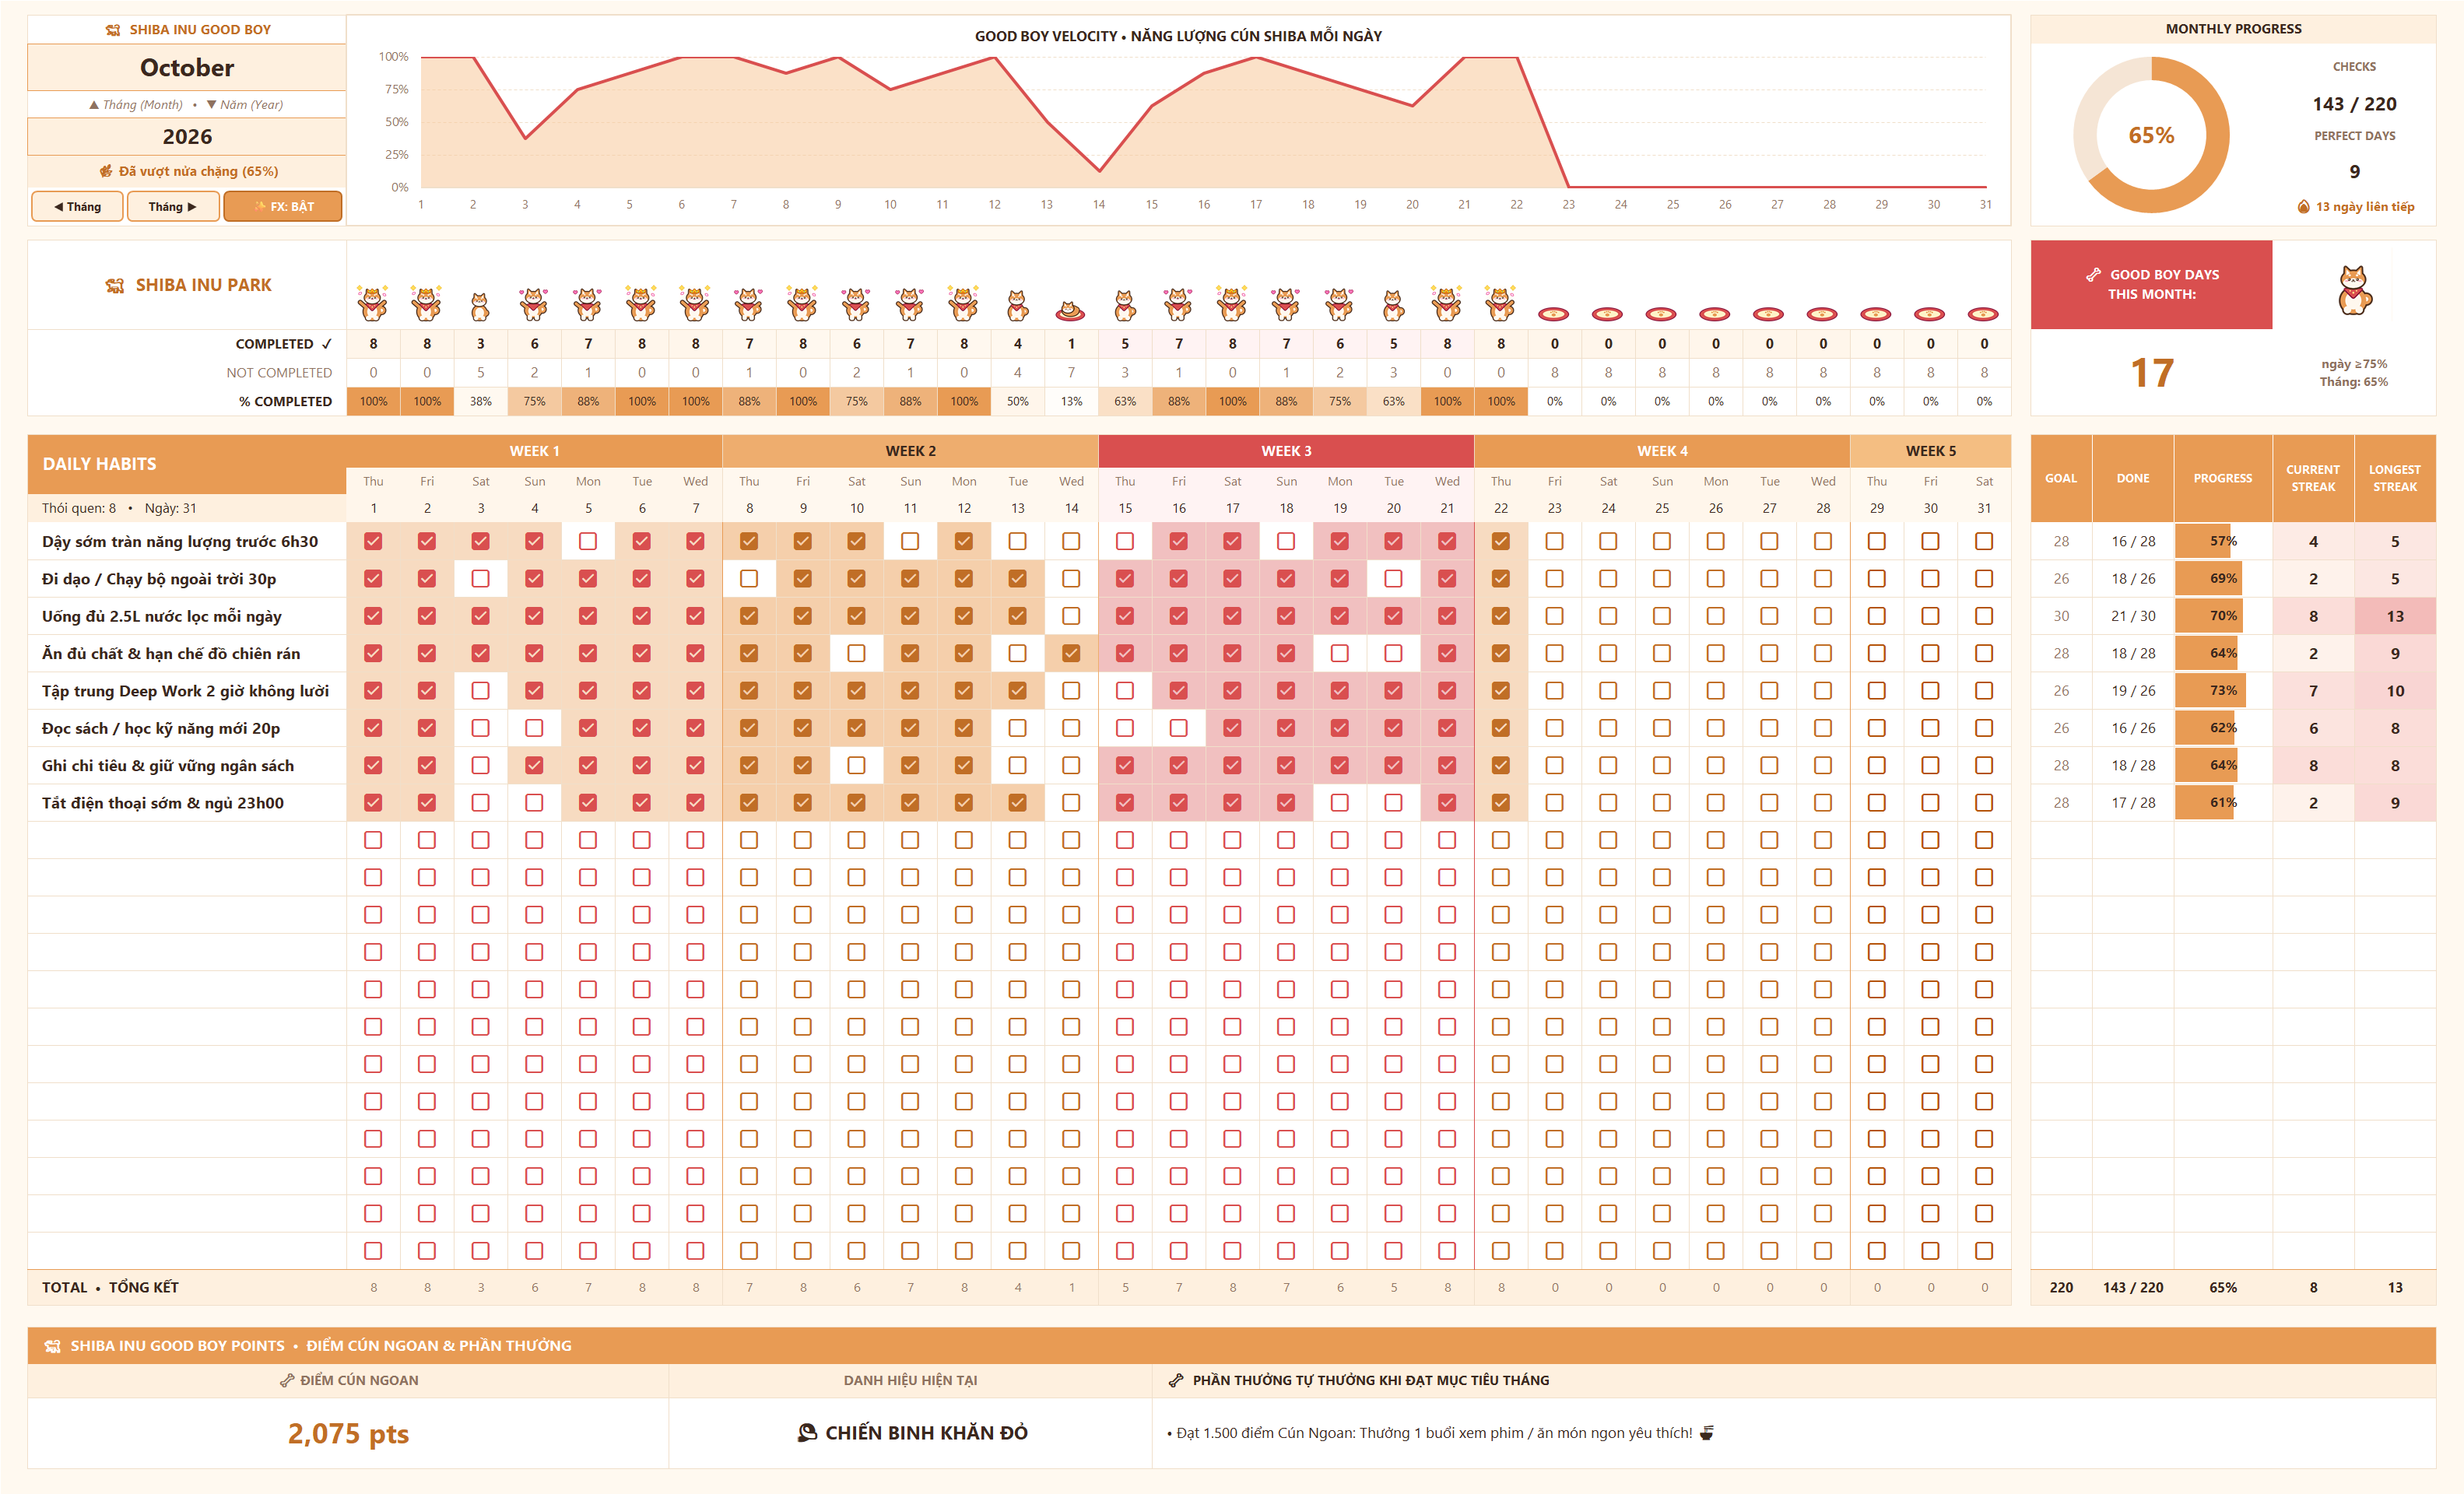 SHIBA INU GOOD BOY
October
▲ Tháng (Month) • ▼ Năm (Year)
2026
Đã vượt nửa chặng (65%)
◀ Tháng
Tháng ▶
FX: BẬT
GOOD BOY VELOCITY • NĂNG LƯỢNG CÚN SHIBA MỖI NGÀY
100%
75%
50%
25%
0%
1 2 3 4 5 6 7 8 9 10 11 12 13 14 15 16 17 18 19 20 21 22 23 24 25 26 27 28 29 30 31
MONTHLY PROGRESS
65%
CHECKS
143 / 220
PERFECT DAYS
9
13 ngày liên tiếp
SHIBA INU PARK
COMPLETED ✓ 8 8 3 6 7 8 8 7 8 6 7 8 4 1 5 7 8 7 6 5 8 8 0 0 0 0 0 0 0 0 0
NOT COMPLETED 0 0 5 2 1 0 0 1 0 2 1 0 4 7 3 1 0 1 2 3 0 0 8 8 8 8 8 8 8 8 8
% COMPLETED 100% 100% 38% 75% 88% 100% 100% 88% 100% 75% 88% 100% 50% 13% 63% 88% 100% 88% 75% 63% 100% 100% 0% 0% 0% 0% 0% 0% 0% 0% 0%
GOOD BOY DAYS
THIS MONTH:
17
ngày ≥75%
Tháng: 65%
DAILY HABITS
WEEK 1 WEEK 2 WEEK 3 WEEK 4 WEEK 5
Thu Fri Sat Sun Mon Tue Wed Thu Fri Sat Sun Mon Tue Wed Thu Fri Sat Sun Mon Tue Wed Thu Fri Sat Sun Mon Tue Wed Thu Fri Sat
Thói quen: 8 • Ngày: 31
1 2 3 4 5 6 7 8 9 10 11 12 13 14 15 16 17 18 19 20 21 22 23 24 25 26 27 28 29 30 31
GOAL DONE PROGRESS CURRENT STREAK LONGEST STREAK
Dậy sớm tràn năng lượng trước 6h30 28 16 / 28 57% 4 5
Đi dạo / Chạy bộ ngoài trời 30p 26 18 / 26 69% 2 5
Uống đủ 2.5L nước lọc mỗi ngày 30 21 / 30 70% 8 13
Ăn đủ chất & hạn chế đồ chiên rán 28 18 / 28 64% 2 9
Tập trung Deep Work 2 giờ không lười 26 19 / 26 73% 7 10
Đọc sách / học kỹ năng mới 20p 26 16 / 26 62% 6 8
Ghi chi tiêu & giữ vững ngân sách 28 18 / 28 64% 8 8
Tắt điện thoại sớm & ngủ 23h00 28 17 / 28 61% 2 9
TOTAL • TỔNG KẾT 8 8 3 6 7 8 8 7 8 6 7 8 4 1 5 7 8 7 6 5 8 8 0 0 0 0 0 0 0 0 0 220 143 / 220 65% 8 13
SHIBA INU GOOD BOY POINTS • ĐIỂM CÚN NGOAN & PHẦN THƯỞNG
ĐIỂM CÚN NGOAN
DANH HIỆU HIỆN TẠI
PHẦN THƯỞNG TỰ THƯỞNG KHI ĐẠT MỤC TIÊU THÁNG
2,075 pts
CHIẾN BINH KHĂN ĐỎ
• Đạt 1.500 điểm Cún Ngoan: Thưởng 1 buổi xem phim / ăn món ngon yêu thích!